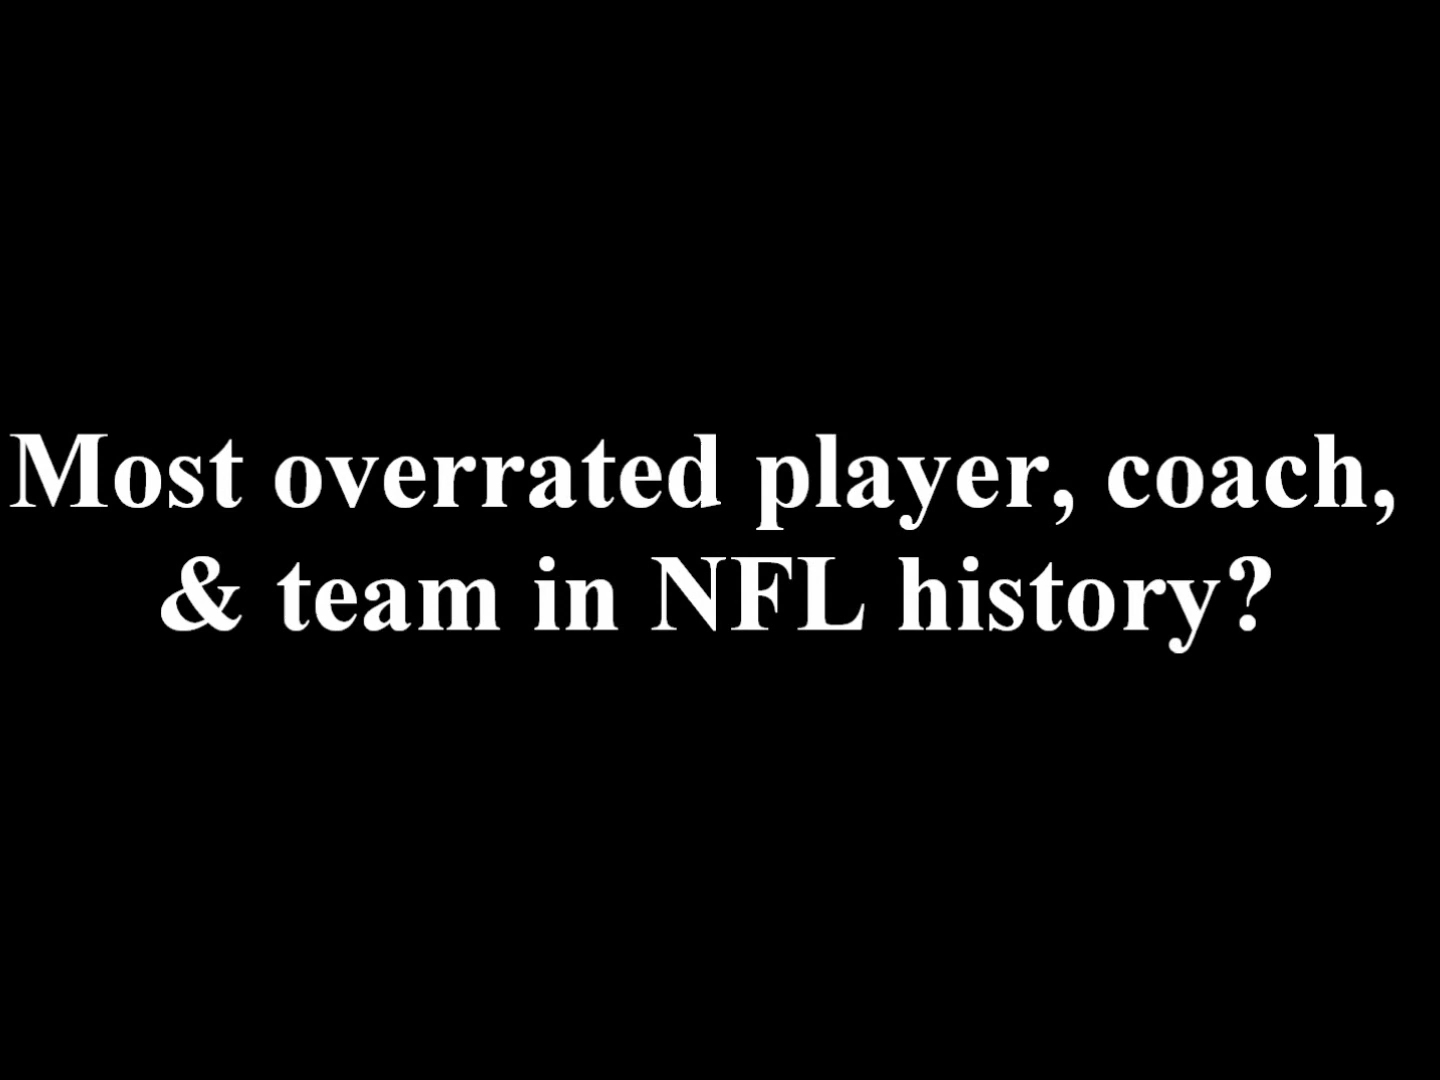 Most overrated player, coach,
& team in NFL history?